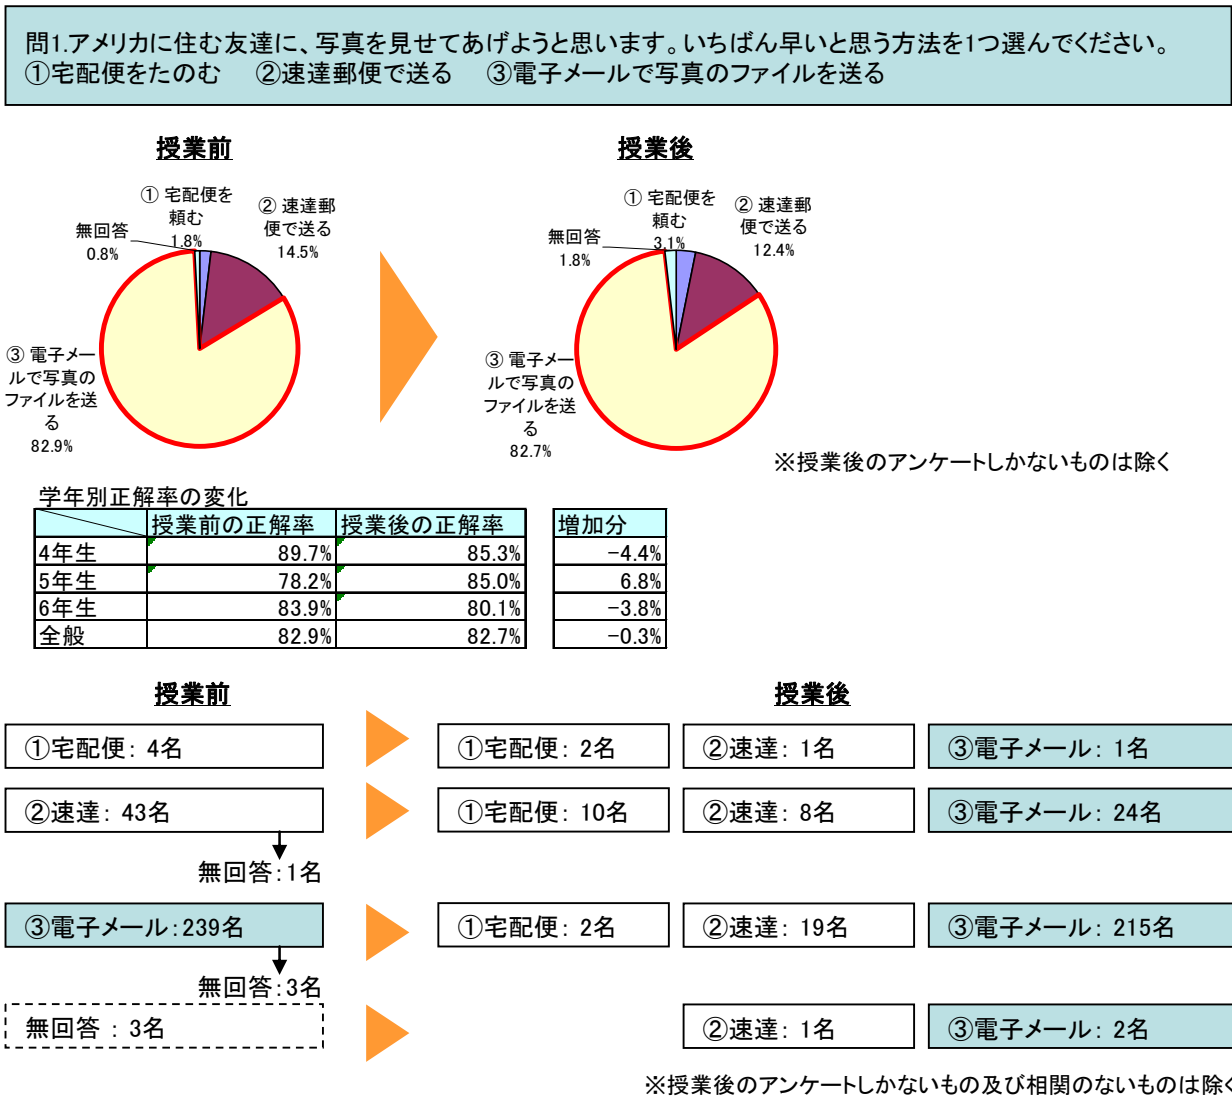 問1.アメリカに住む友達に、写真を見せてあげようと思います。いちばん早いと思う方法を1つ選んでください。
①宅配便をたのむ ②速達郵便で送る ③電子メールで写真のファイルを送る
授業前
① 宅配便を
頼む
1.8%
② 速達郵
便で送る
14.5%
無回答
0.8%
③ 電子メー
ルで写真の
ファイルを送
る
82.9%
授業後
① 宅配便を
頼む
3.1%
② 速達郵
便で送る
12.4%
無回答
1.8%
③ 電子メー
ルで写真の
ファイルを送
る
82.7%
※授業後のアンケートしかないものは除く
学年別正解率の変化
授業前の正解率 授業後の正解率 増加分
4年生 89.7% 85.3% -4.4%
5年生 78.2% 85.0% 6.8%
6年生 83.9% 80.1% -3.8%
全般 82.9% 82.7% -0.3%
授業前 授業後
①宅配便: 4名 ①宅配便: 2名 ②速達: 1名 ③電子メール: 1名
②速達: 43名 ①宅配便: 10名 ②速達: 8名 ③電子メール: 24名
無回答:1名
③電子メール:239名 ①宅配便: 2名 ②速達: 19名 ③電子メール: 215名
無回答:3名
無回答 : 3名 ②速達: 1名 ③電子メール: 2名
※授業後のアンケートしかないもの及び相関のないものは除く